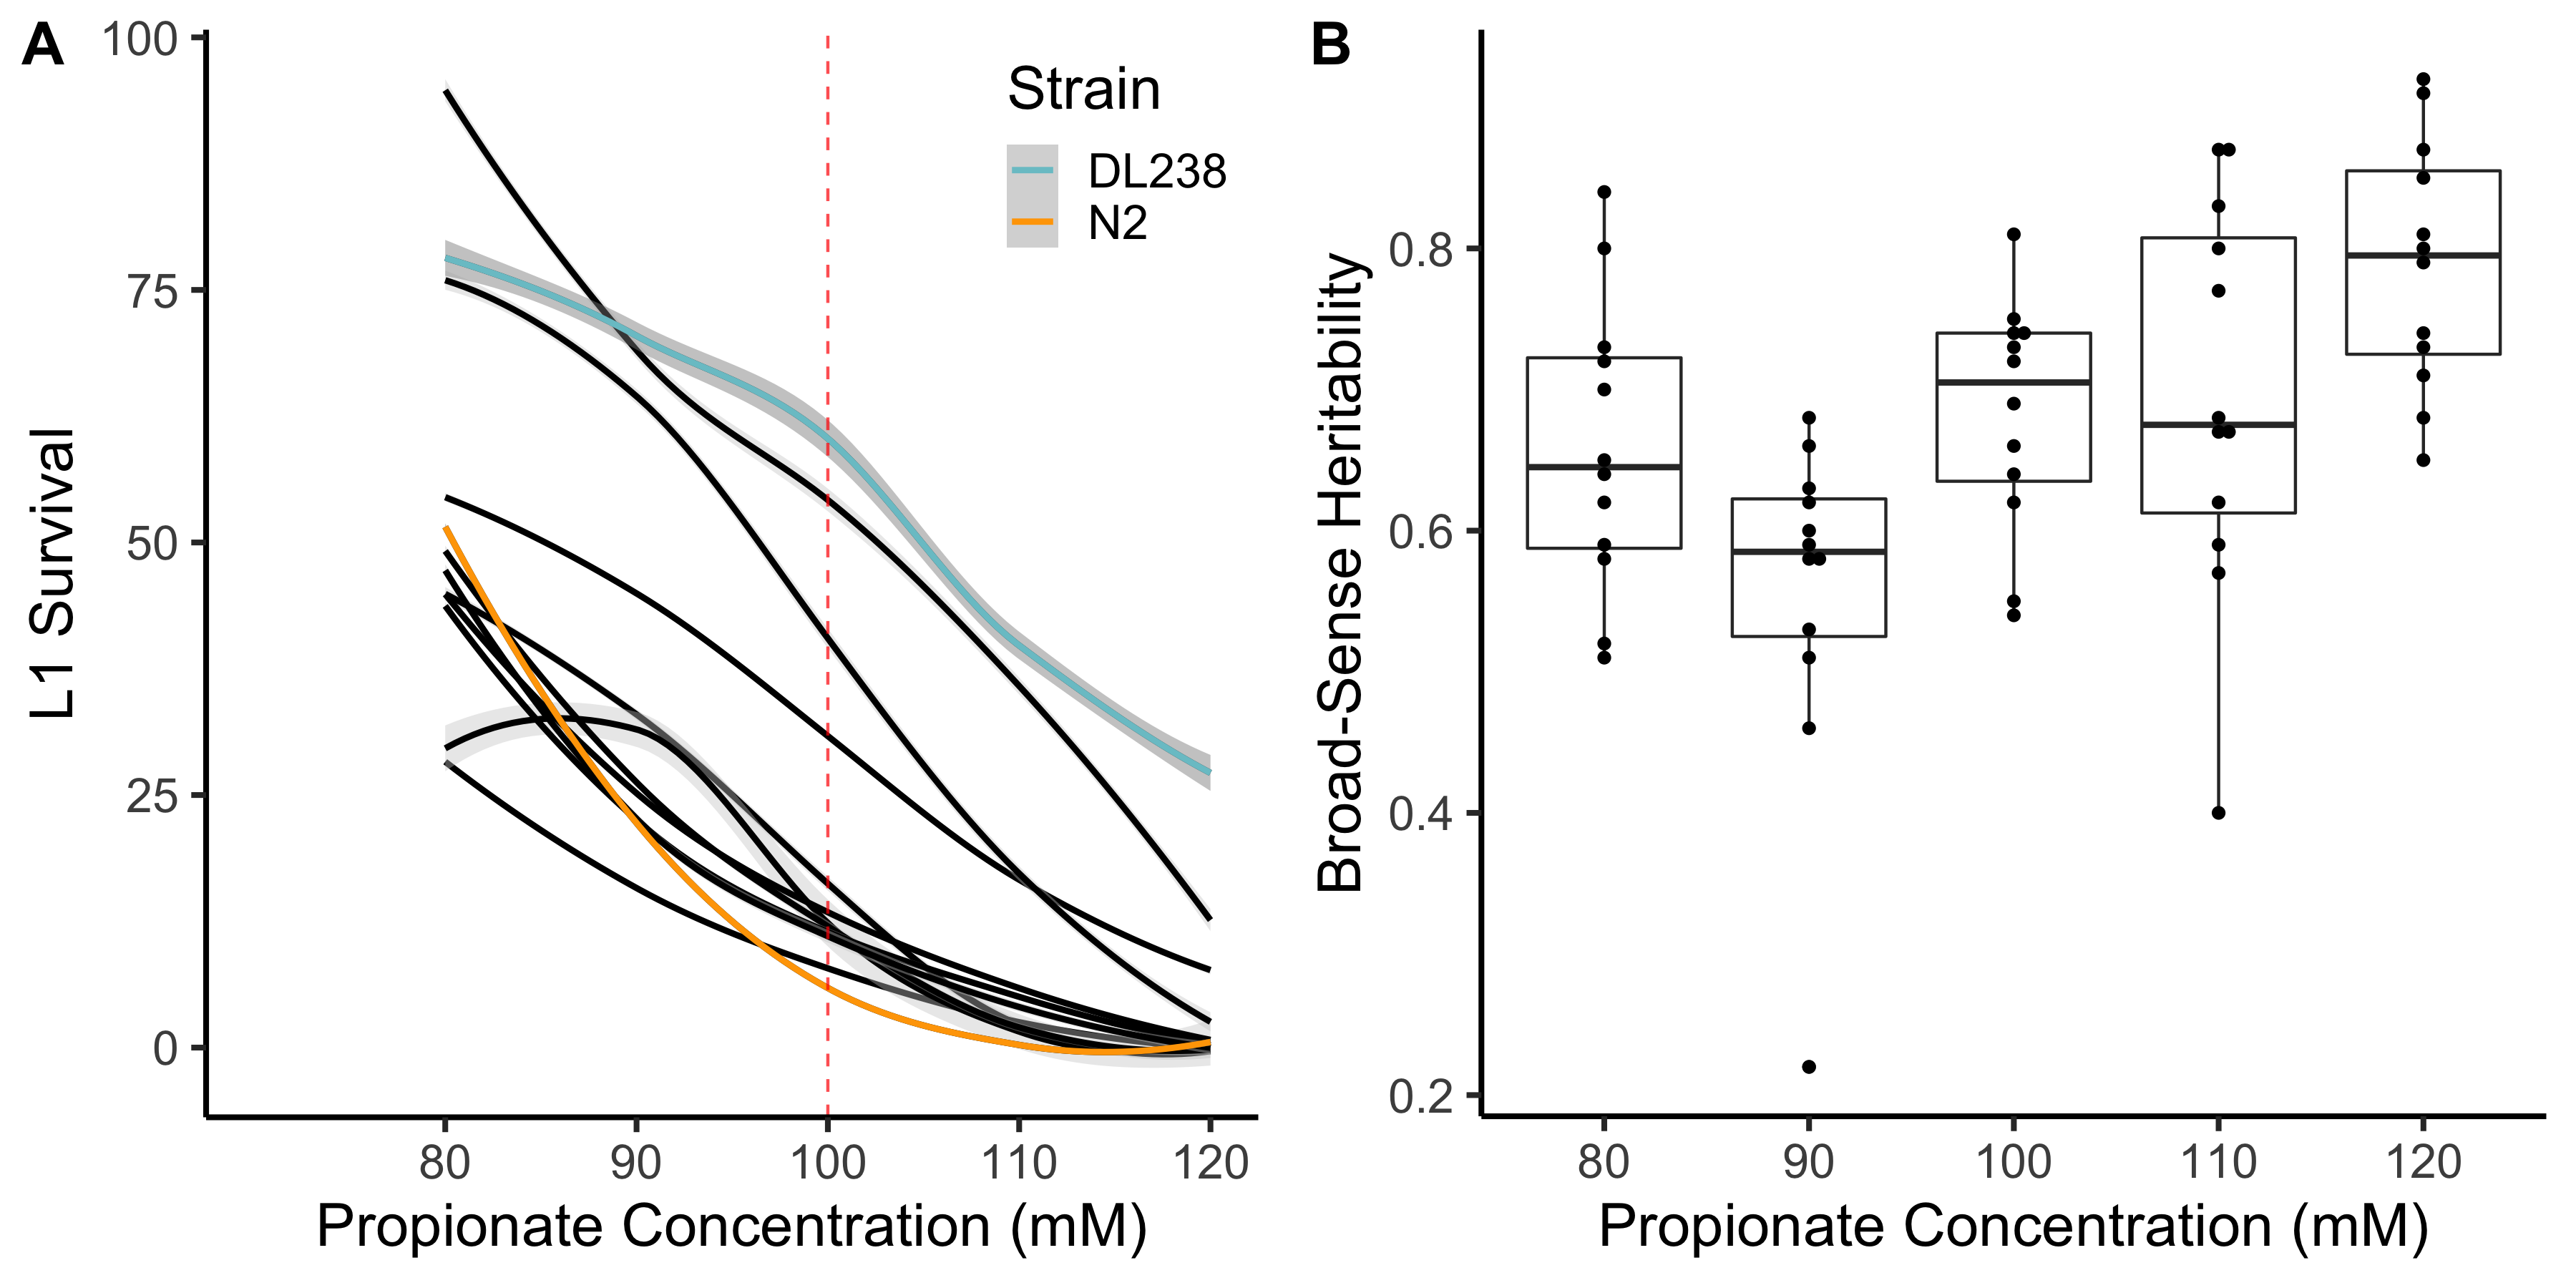 A
100
75
50
25
0
L1 Survival
Strain
DL238
N2
80 90 100 110 120
Propionate Concentration (mM)
B
0.8
0.6
0.4
0.2
Broad-Sense Heritability
80 90 100 110 120
Propionate Concentration (mM)